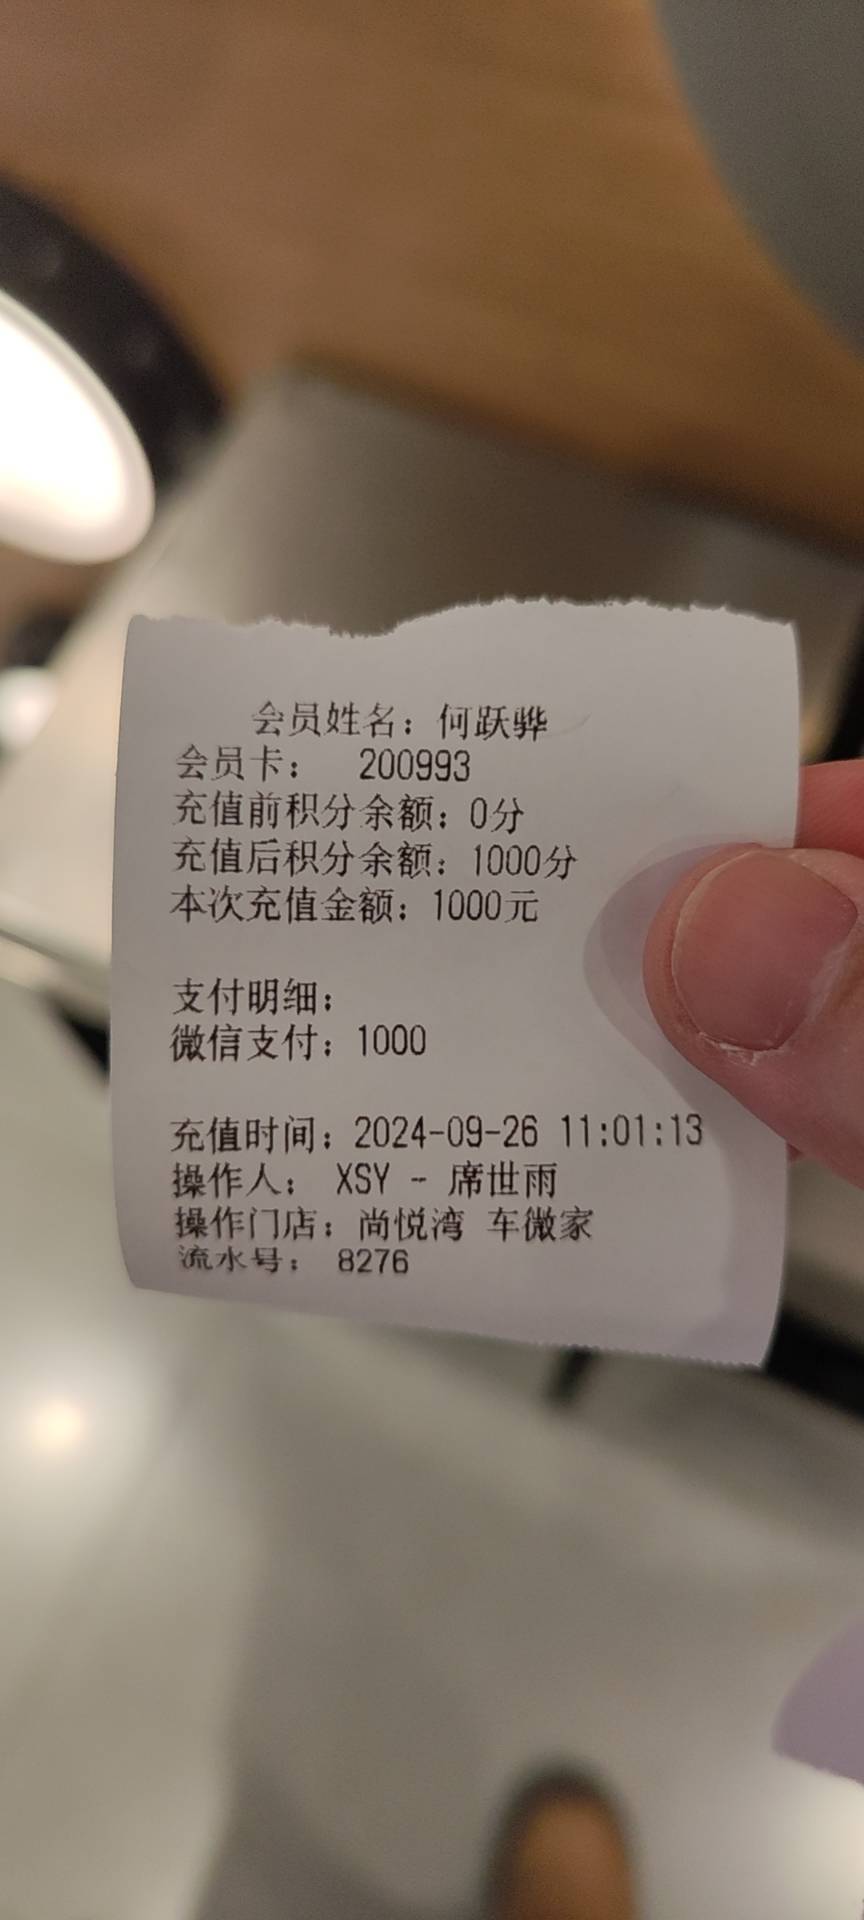 会员姓名：何跃骅
会员卡： 200993
充值前积分余额：0分
充值后积分余额：1000分
本次充值金额：1000元
支付明细：
微信支付：1000
充值时间：2024-09-26 11:01:13
操作人： XSY - 席世雨
操作门店：尚悦湾 车微家
流水号： 8276